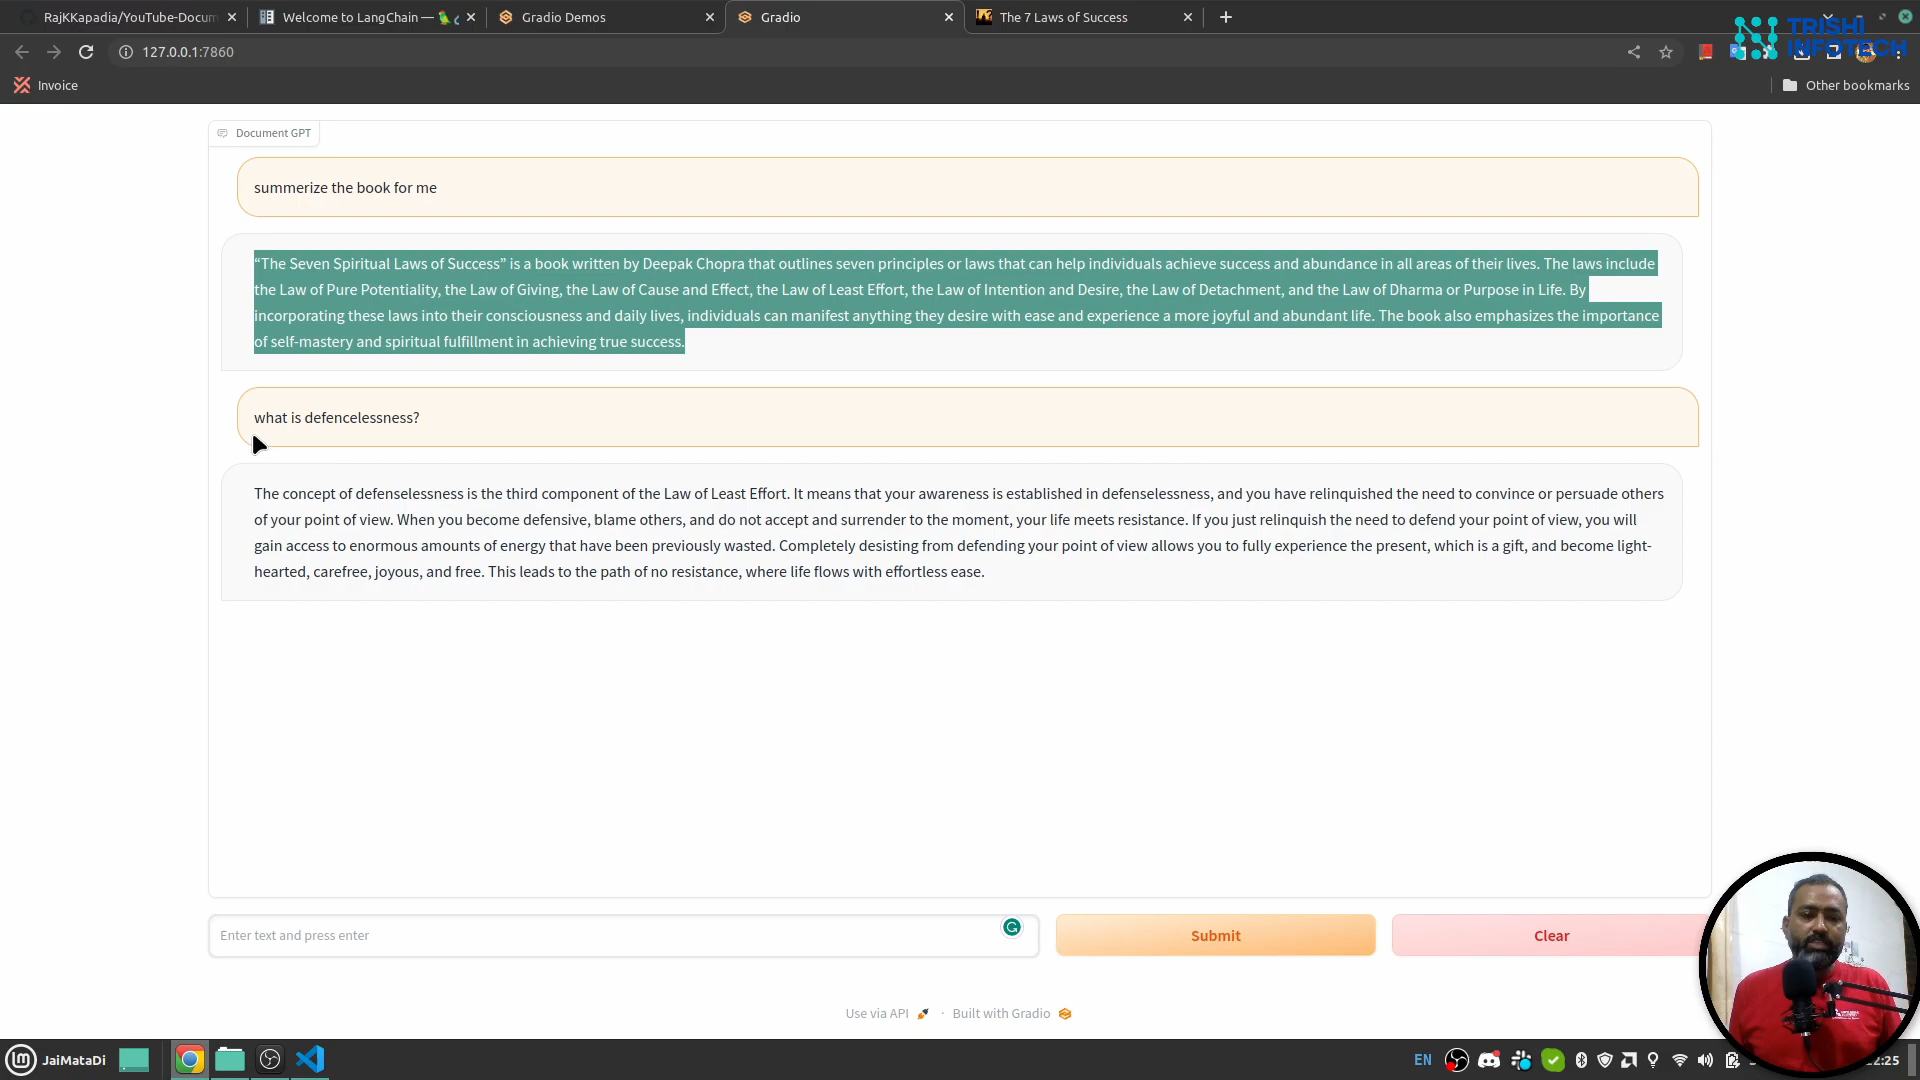 RajKKapadia/YouTube-Docum
Welcome to LangChain —
Gradio Demos
Gradio
The 7 Laws of Success
127.0.0.1:7860
TRISHI
INFOTECH
Invoice
Other bookmarks
Document GPT
summerize the book for me
“The Seven Spiritual Laws of Success” is a book written by Deepak Chopra that outlines seven principles or laws that can help individuals achieve success and abundance in all areas of their lives. The laws include
the Law of Pure Potentiality, the Law of Giving, the Law of Cause and Effect, the Law of Least Effort, the Law of Intention and Desire, the Law of Detachment, and the Law of Dharma or Purpose in Life. By
incorporating these laws into their consciousness and daily lives, individuals can manifest anything they desire with ease and experience a more joyful and abundant life. The book also emphasizes the importance
of self-mastery and spiritual fulfillment in achieving true success.
what is defencelessness?
The concept of defenselessness is the third component of the Law of Least Effort. It means that your awareness is established in defenselessness, and you have relinquished the need to convince or persuade others
of your point of view. When you become defensive, blame others, and do not accept and surrender to the moment, your life meets resistance. If you just relinquish the need to defend your point of view, you will
gain access to enormous amounts of energy that have been previously wasted. Completely desisting from defending your point of view allows you to fully experience the present, which is a gift, and become light-
hearted, carefree, joyous, and free. This leads to the path of no resistance, where life flows with effortless ease.
Enter text and press enter
Submit
Clear
Use via API · Built with Gradio
JaiMataDi
EN